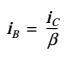 i_B = i_C / β